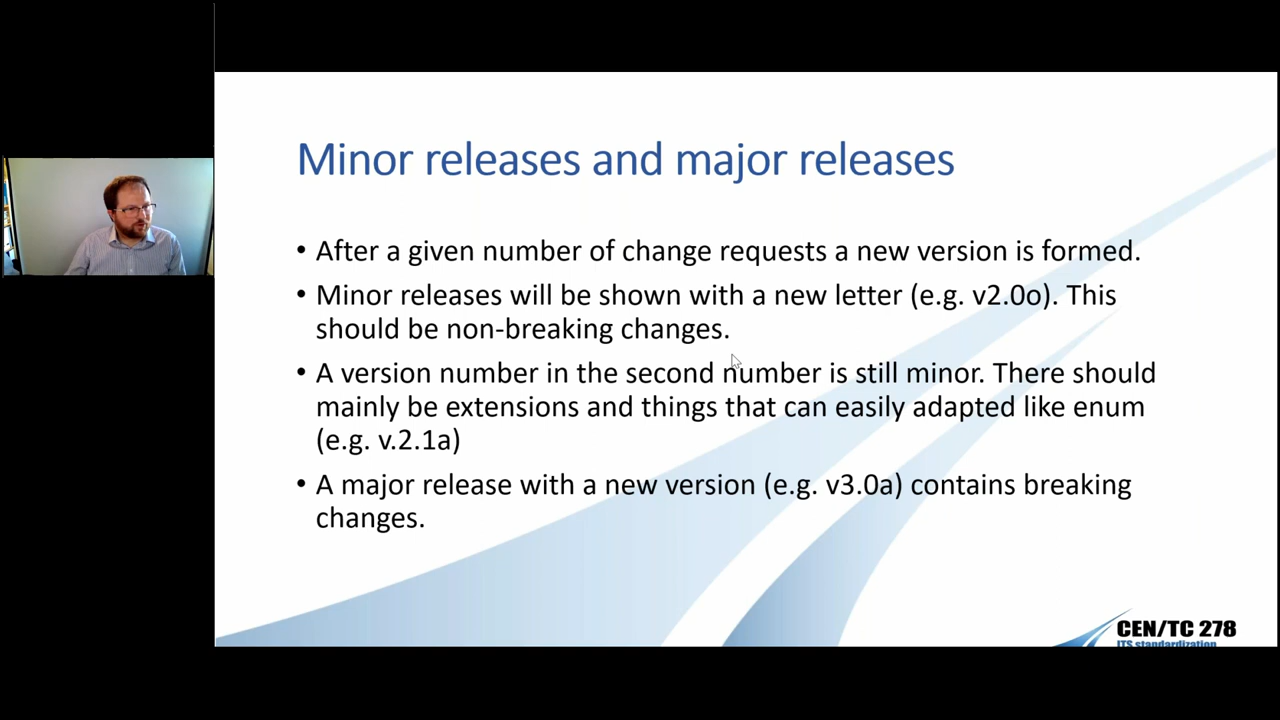 Minor releases and major releases
• After a given number of change requests a new version is formed.
• Minor releases will be shown with a new letter (e.g. v2.0o). This
should be non-breaking changes.
• A version number in the second number is still minor. There should
mainly be extensions and things that can easily adapted like enum
(e.g. v.2.1a)
• A major release with a new version (e.g. v3.0a) contains breaking
changes.
CEN/TC 278
ITS standardization